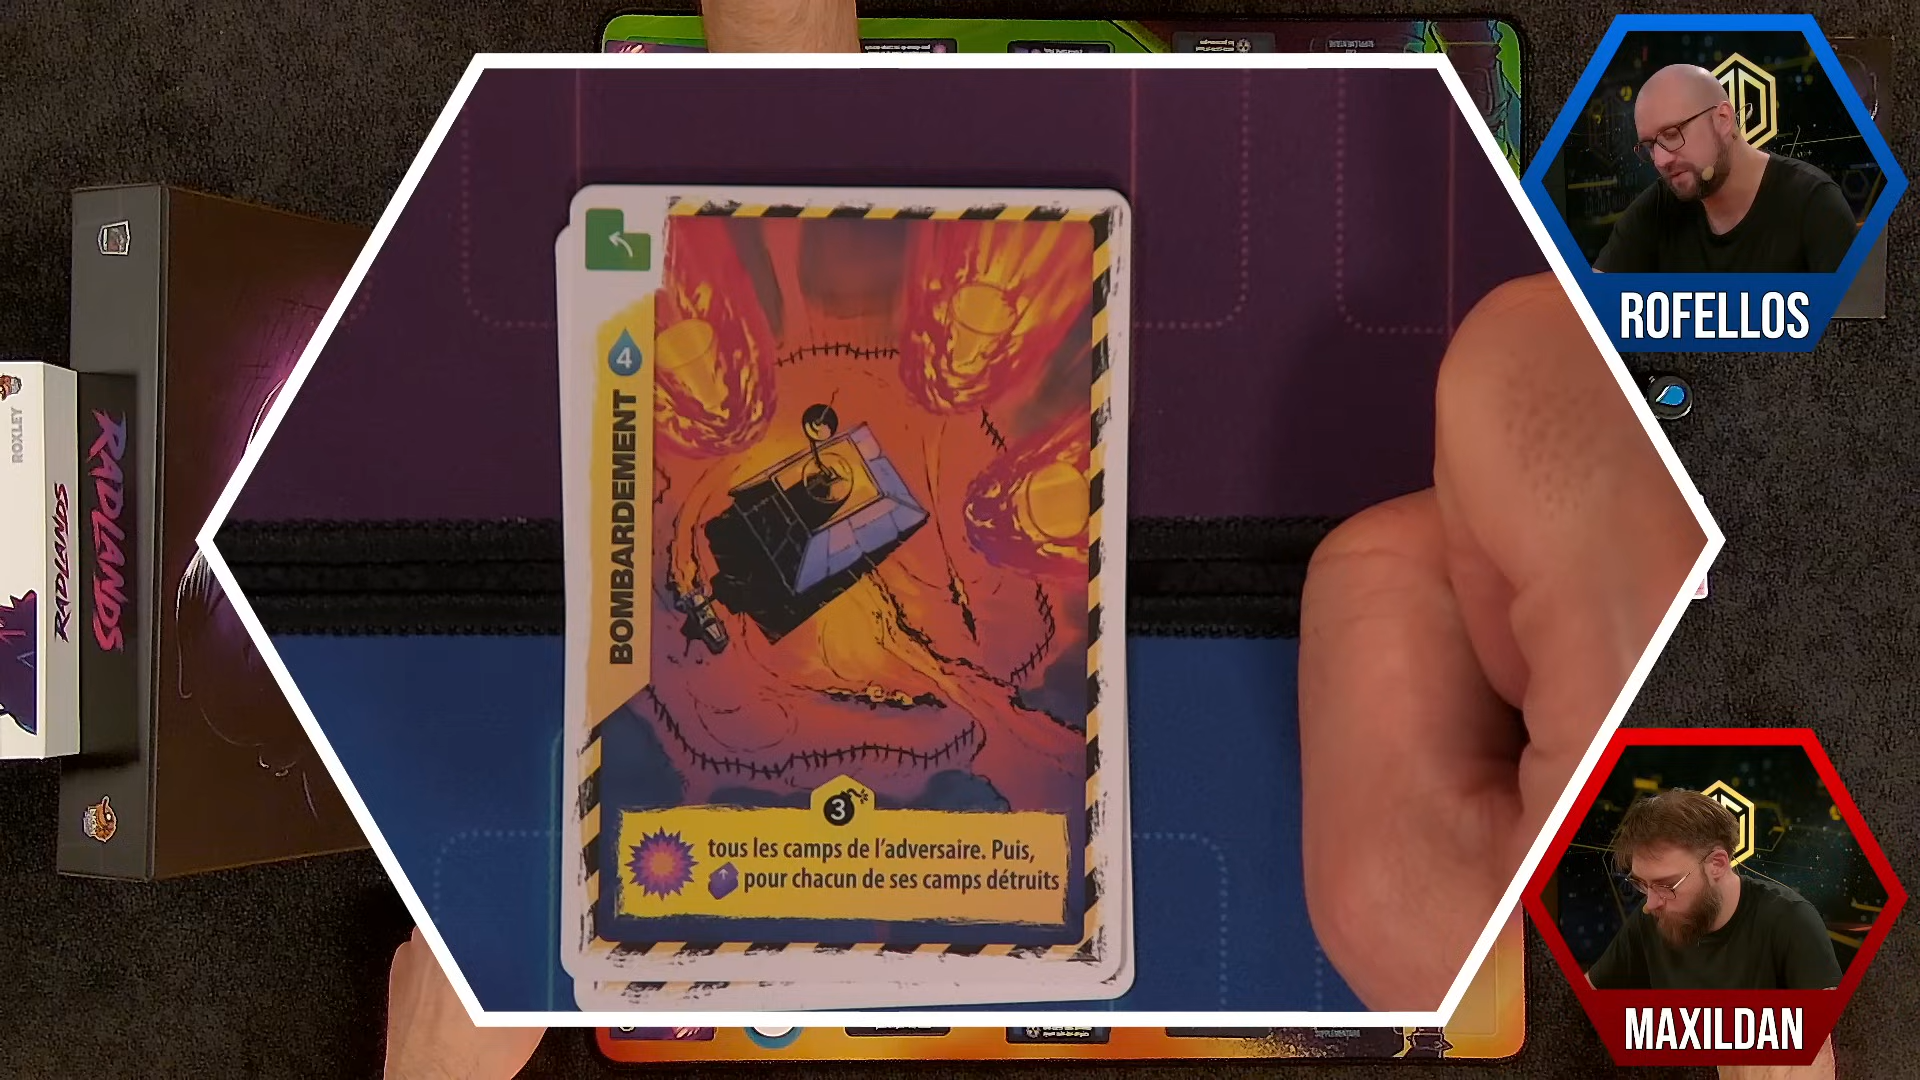 BOMBARDEMENT
4
3
tous les camps de l'adversaire. Puis,
pour chacun de ses camps détruits
ROFELLOS
MAXILDAN
ROXLEY
RADLANDS
RADLANDS